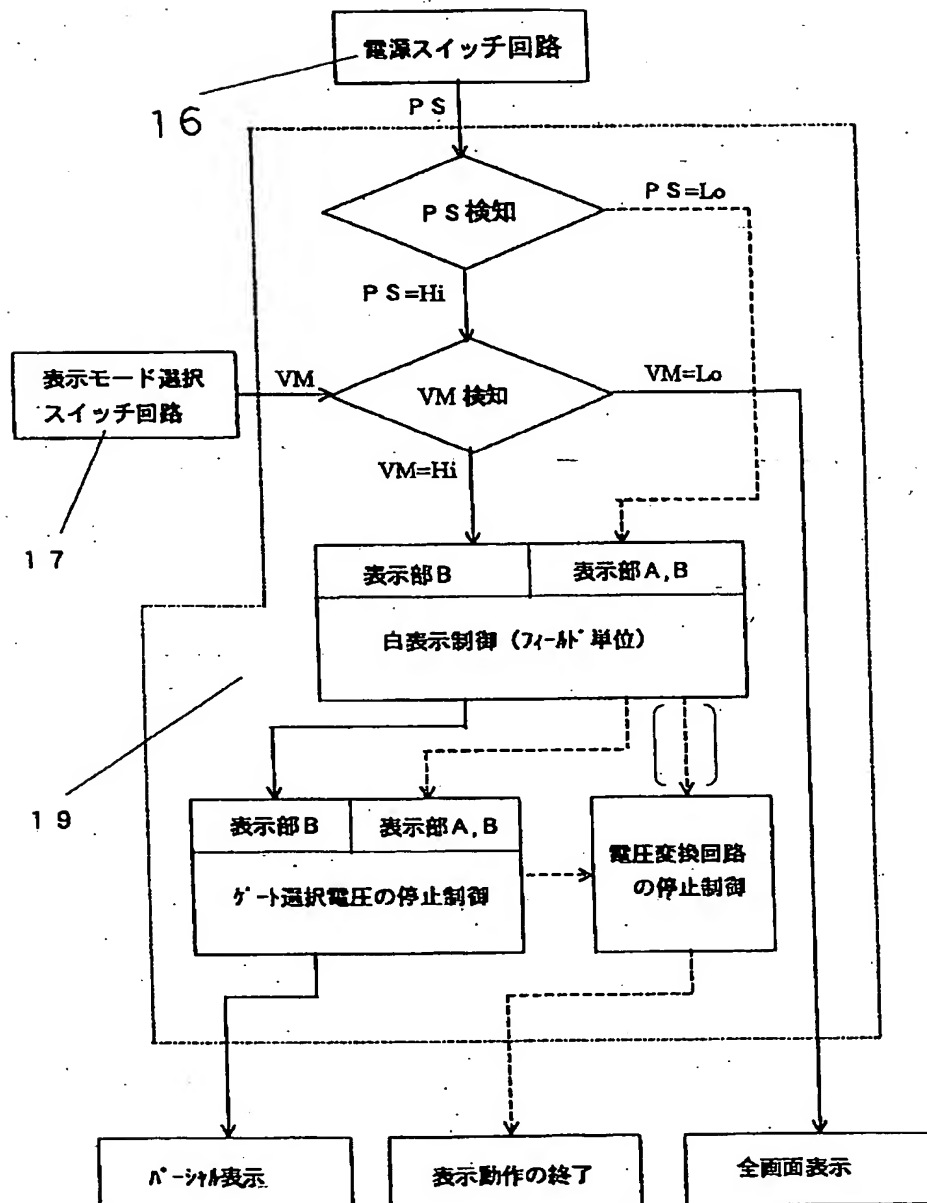 電源スイッチ回路
16
PS
PS検知
PS=Lo
PS=Hi
表示モード選択
スイッチ回路
VM
VM検知
VM=Lo
VM=Hi
17
表示部B
表示部A,B
白表示制御（フィールド単位）
19
表示部B
表示部A,B
ゲート選択電圧の停止制御
電圧変換回路
の停止制御
パーシャル表示
表示動作の終了
全画面表示